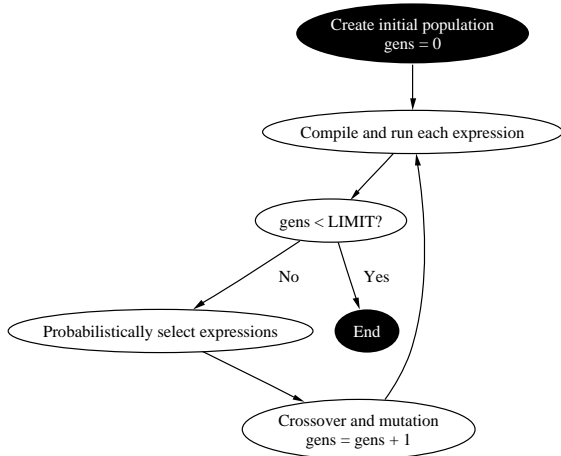 Create initial population
gens = 0
Compile and run each expression
gens < LIMIT?
No
Yes
Probabilistically select expressions
End
Crossover and mutation
gens = gens + 1